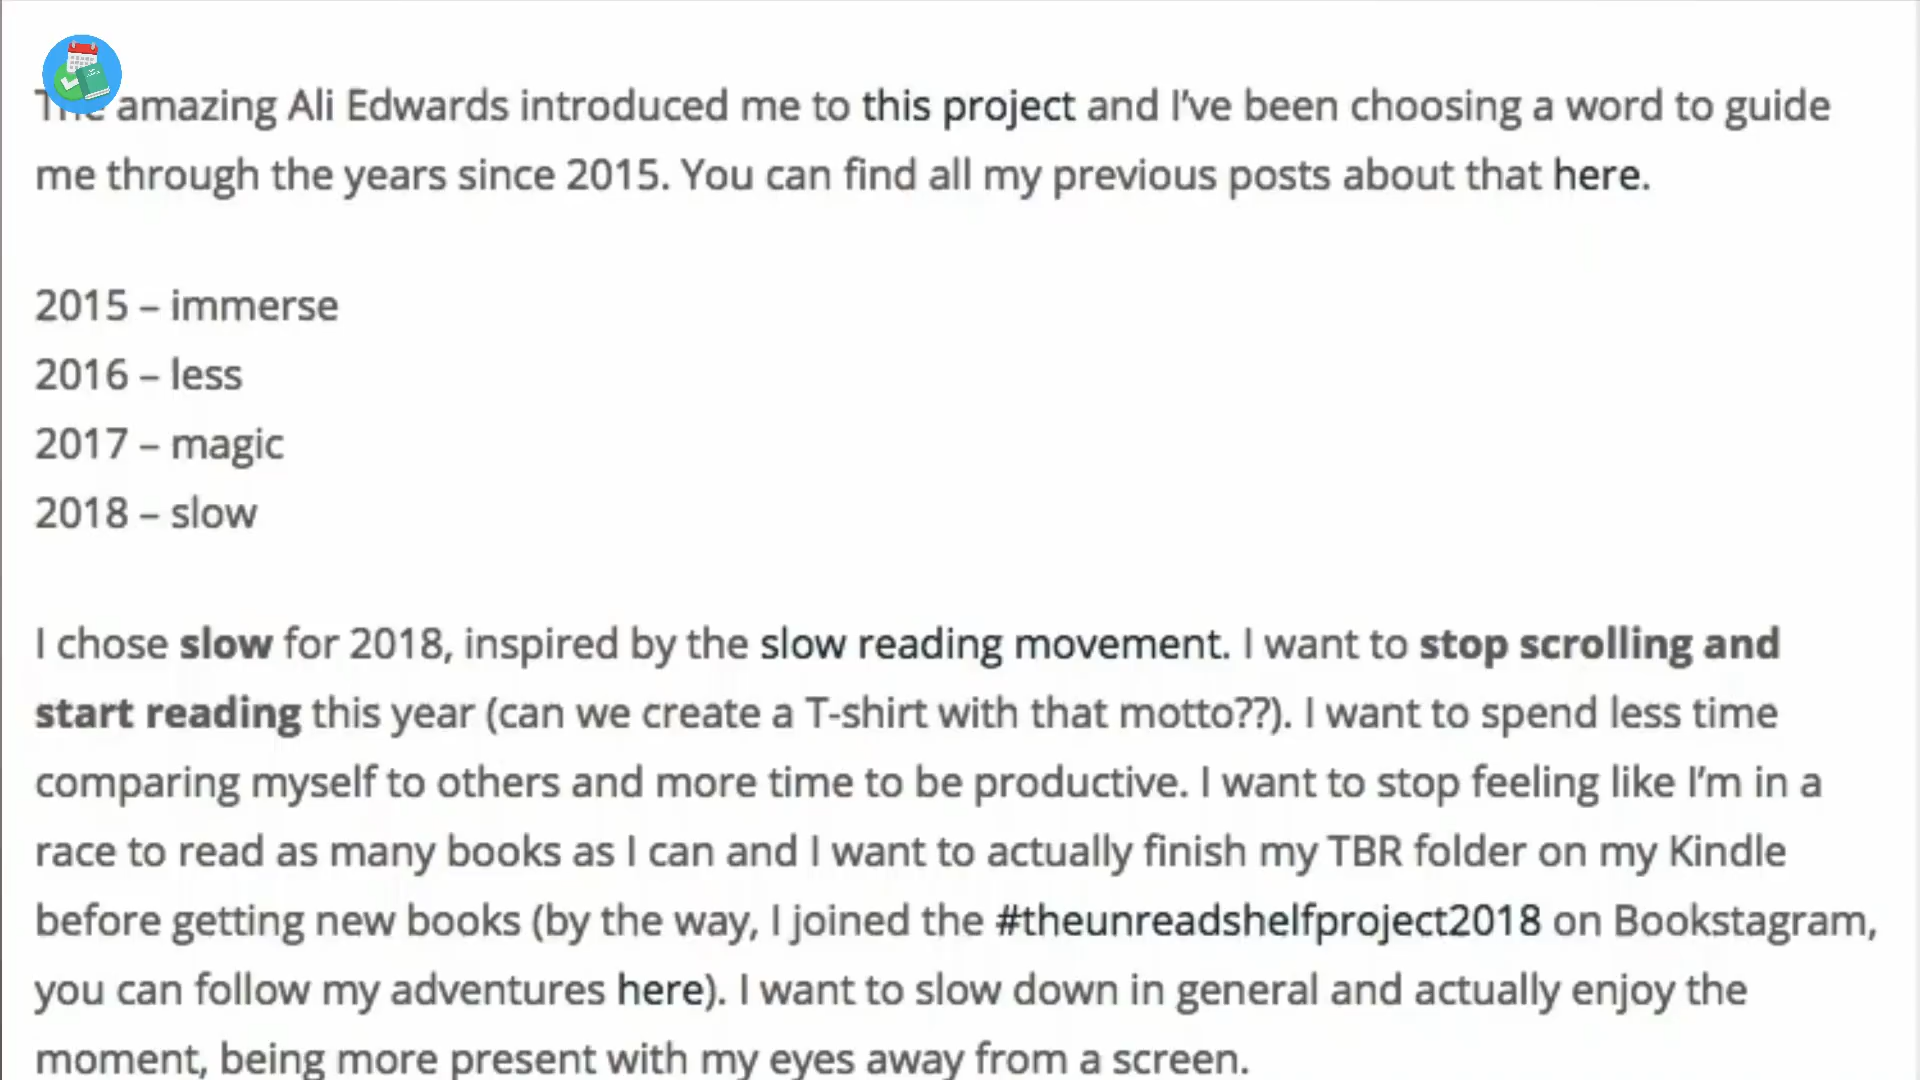 The amazing Ali Edwards introduced me to this project and I've been choosing a word to guide
me through the years since 2015. You can find all my previous posts about that here.
2015 – immerse
2016 – less
2017 – magic
2018 – slow
I chose slow for 2018, inspired by the slow reading movement. I want to stop scrolling and
start reading this year (can we create a T-shirt with that motto??). I want to spend less time
comparing myself to others and more time to be productive. I want to stop feeling like I'm in a
race to read as many books as I can and I want to actually finish my TBR folder on my Kindle
before getting new books (by the way, I joined the #theunreadshelfproject2018 on Bookstagram,
you can follow my adventures here). I want to slow down in general and actually enjoy the
moment, being more present with my eyes away from a screen.